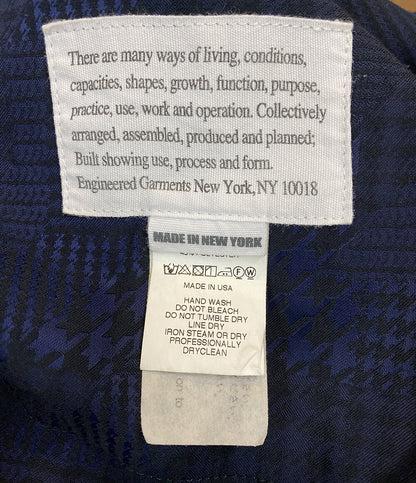 There are many ways of living, conditions,
capacities, shapes, growth, function, purpose,
practice, use, work and operation. Collectively
arranged, assembled, produced and planned;
Built showing use, process and form.
Engineered Garments New York, NY 10018
MADE IN NEW YORK
F W
MADE IN USA
HAND WASH
DO NOT BLEACH
DO NOT TUMBLE DRY
LINE DRY
IRON STEAM OR DRY
PROFESSIONALLY
DRYCLEAN